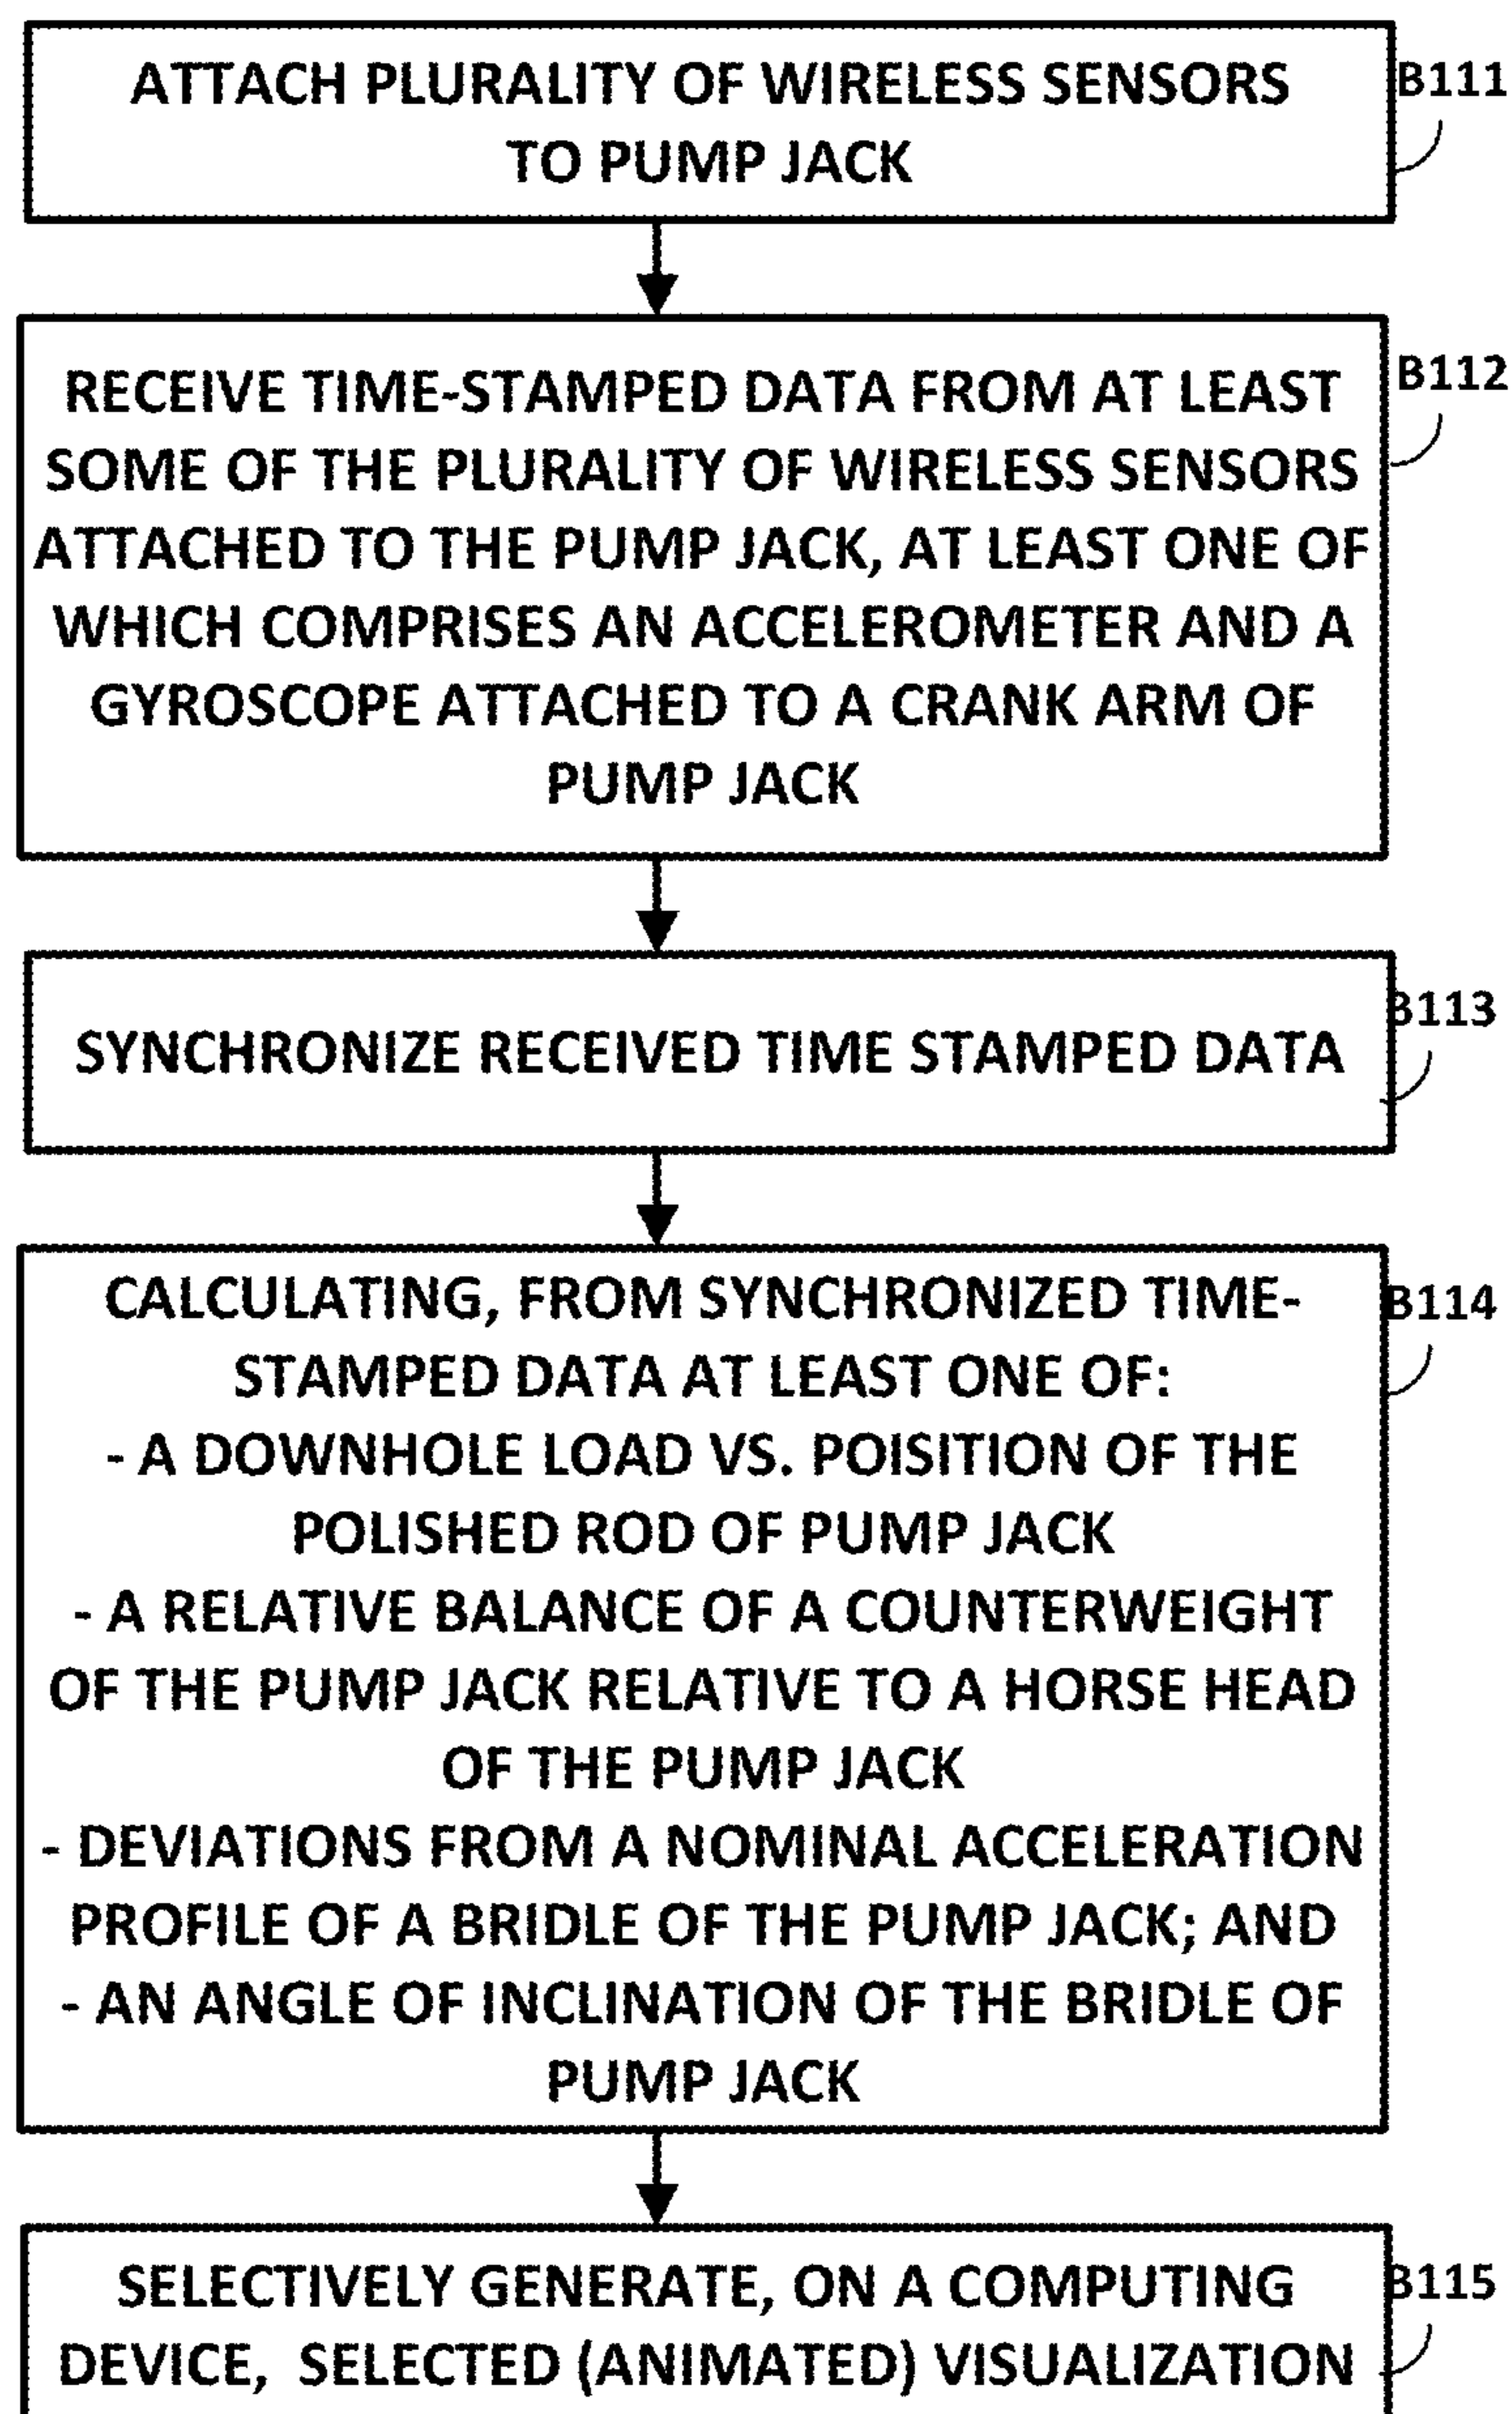 ATTACH PLURALITY OF WIRELESS SENSORS
TO PUMP JACK
B111
RECEIVE TIME-STAMPED DATA FROM AT LEAST
SOME OF THE PLURALITY OF WIRELESS SENSORS
ATTACHED TO THE PUMP JACK, AT LEAST ONE OF
WHICH COMPRISES AN ACCELEROMETER AND A
GYROSCOPE ATTACHED TO A CRANK ARM OF
PUMP JACK
B112
SYNCHRONIZE RECEIVED TIME STAMPED DATA
B113
CALCULATING, FROM SYNCHRONIZED TIME-
STAMPED DATA AT LEAST ONE OF:
- A DOWNHOLE LOAD VS. POISITION OF THE
POLISHED ROD OF PUMP JACK
- A RELATIVE BALANCE OF A COUNTERWEIGHT
OF THE PUMP JACK RELATIVE TO A HORSE HEAD
OF THE PUMP JACK
- DEVIATIONS FROM A NOMINAL ACCELERATION
PROFILE OF A BRIDLE OF THE PUMP JACK; AND
- AN ANGLE OF INCLINATION OF THE BRIDLE OF
PUMP JACK
B114
SELECTIVELY GENERATE, ON A COMPUTING
DEVICE, SELECTED (ANIMATED) VISUALIZATION
B115